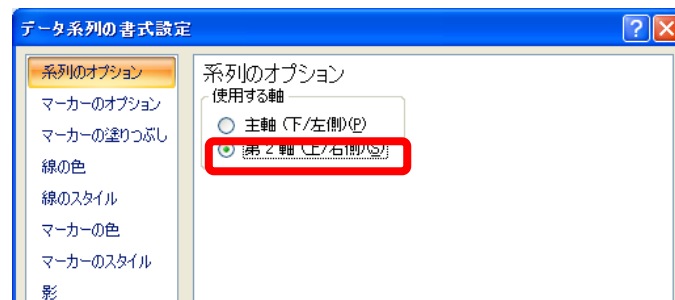 データ系列の書式設定
系列のオプション
マーカーのオプション
マーカーの塗りつぶし
線の色
線のスタイル
マーカーの色
マーカーのスタイル
影
系列のオプション
使用する軸
主軸 (下/左側)(P)
第 2 軸 (上/右側)(S)